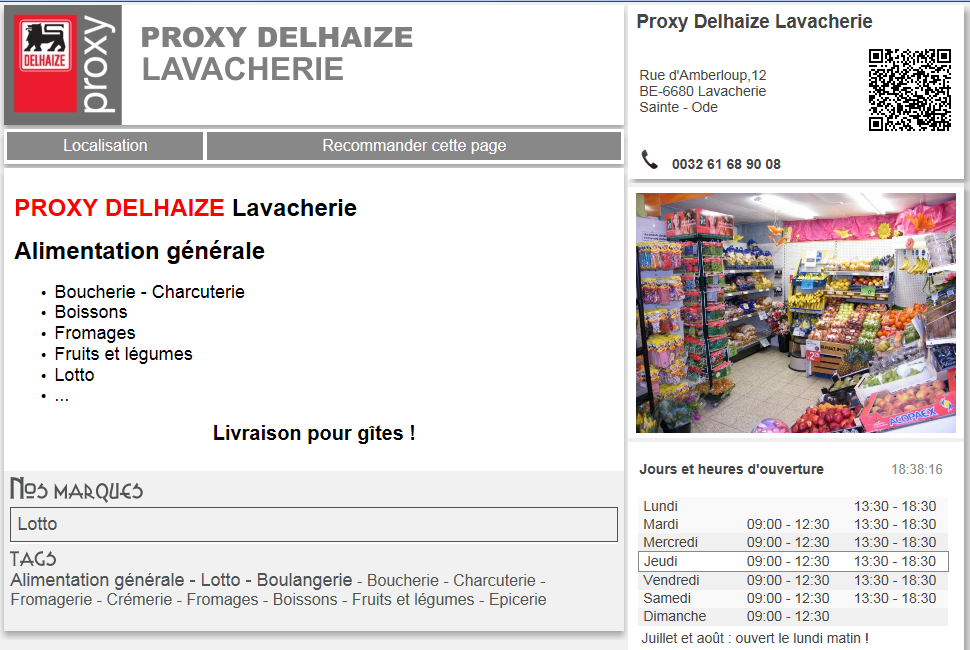 DELHAIZE
proxy
PROXY DELHAIZE
LAVACHERIE
Localisation
Recommander cette page
PROXY DELHAIZE Lavacherie
Alimentation générale
• Boucherie - Charcuterie
• Boissons
• Fromages
• Fruits et légumes
• Lotto
• ...
Livraison pour gîtes !
Nos marques
Lotto
TAGS
Alimentation générale - Lotto - Boulangerie - Boucherie - Charcuterie -
Fromagerie - Crémerie - Fromages - Boissons - Fruits et légumes - Epicerie
Proxy Delhaize Lavacherie
Rue d'Amberloup,12
BE-6680 Lavacherie
Sainte - Ode
0032 61 68 90 08
ACOPAEX
Jours et heures d'ouverture 18:38:16
Lundi 13:30 - 18:30
Mardi 09:00 - 12:30 13:30 - 18:30
Mercredi 09:00 - 12:30 13:30 - 18:30
Jeudi 09:00 - 12:30 13:30 - 18:30
Vendredi 09:00 - 12:30 13:30 - 18:30
Samedi 09:00 - 12:30 13:30 - 18:30
Dimanche 09:00 - 12:30
Juillet et août : ouvert le lundi matin !